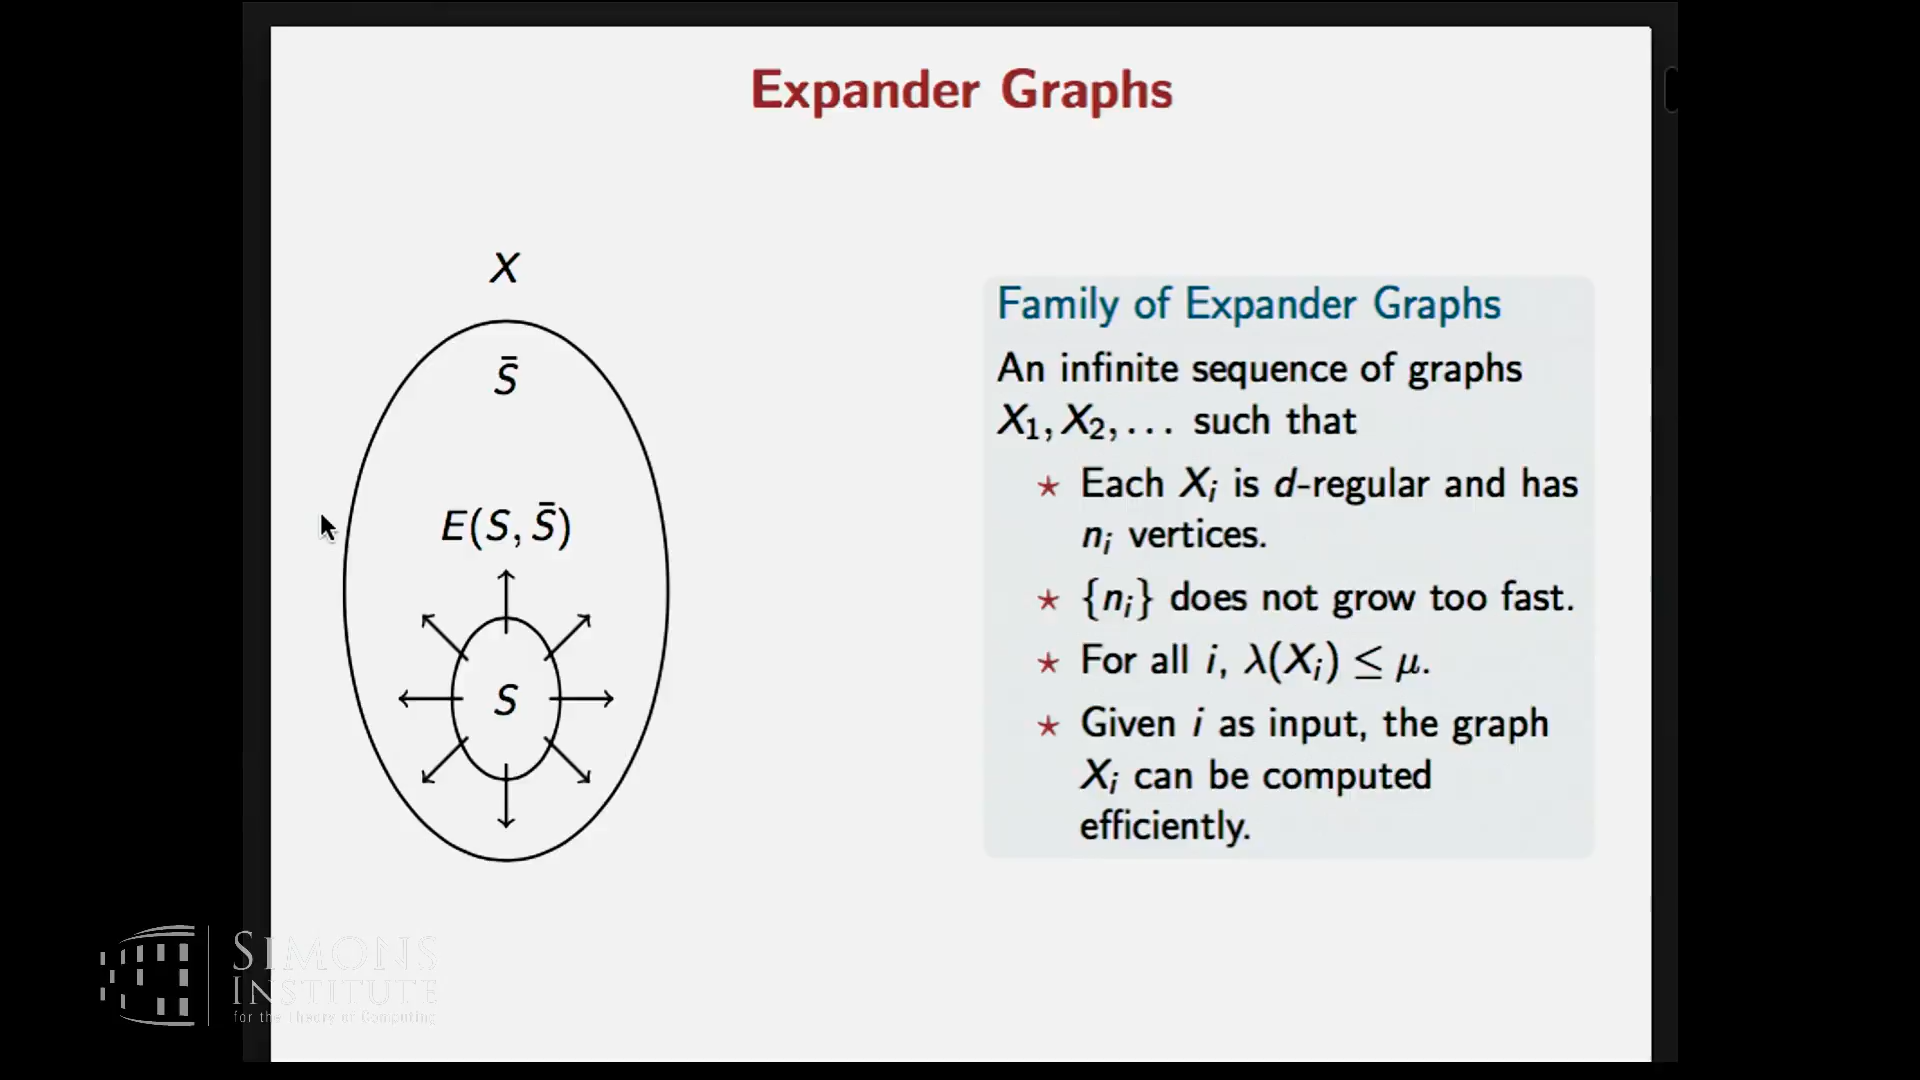 Expander Graphs
X
S̄
E(S, S̄)
S
Family of Expander Graphs
An infinite sequence of graphs
X₁, X₂, . . . such that
★ Each Xᵢ is d-regular and has
nᵢ vertices.
★ {nᵢ} does not grow too fast.
★ For all i, λ(Xᵢ) ≤ μ.
★ Given i as input, the graph
Xᵢ can be computed
efficiently.
SIMONS
INSTITUTE
for the Theory of Computing